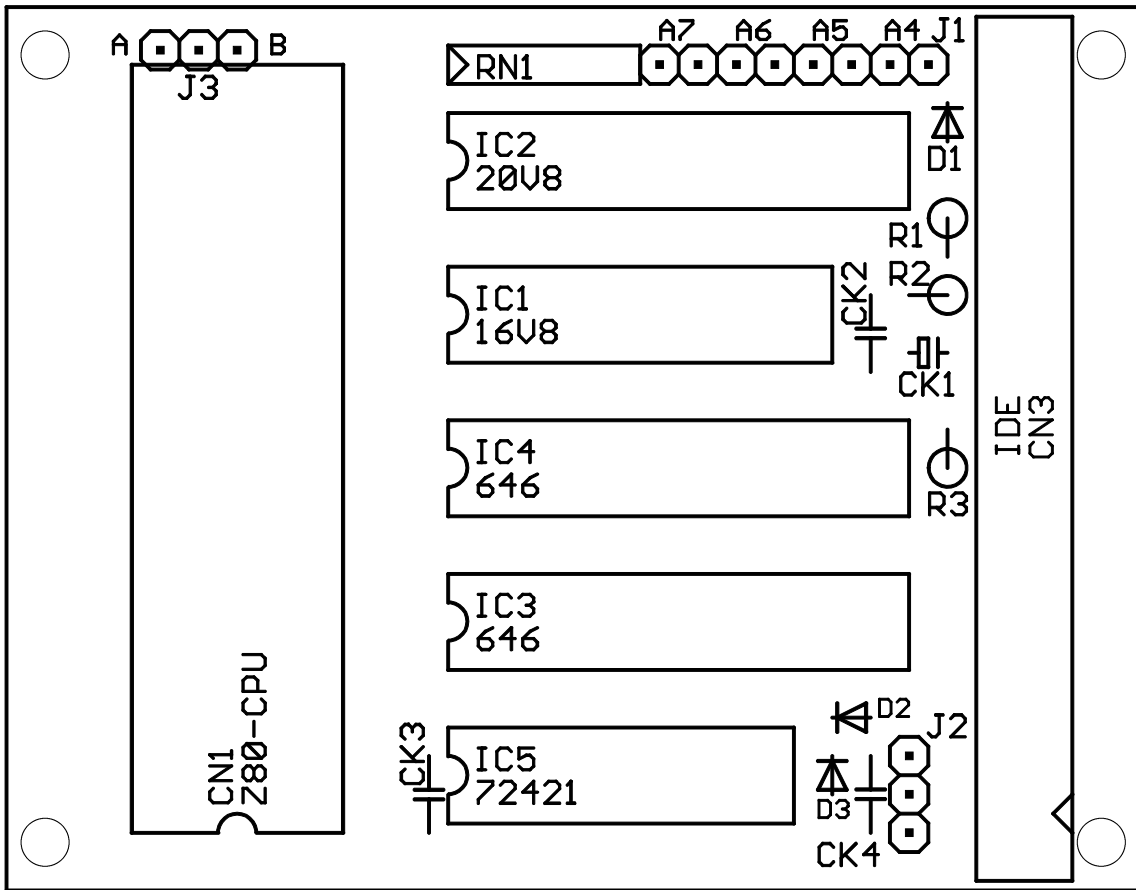 A B
J3
A7 A6 A5 A4 J1
RN1
IC2
20V8
D1
R1
R2
IC1
16V8
CK2
CK1
IDE
CN3
IC4
646
R3
IC3
646
CN1
Z80-CPU
CK3
IC5
72421
D2
J2
D3
CK4